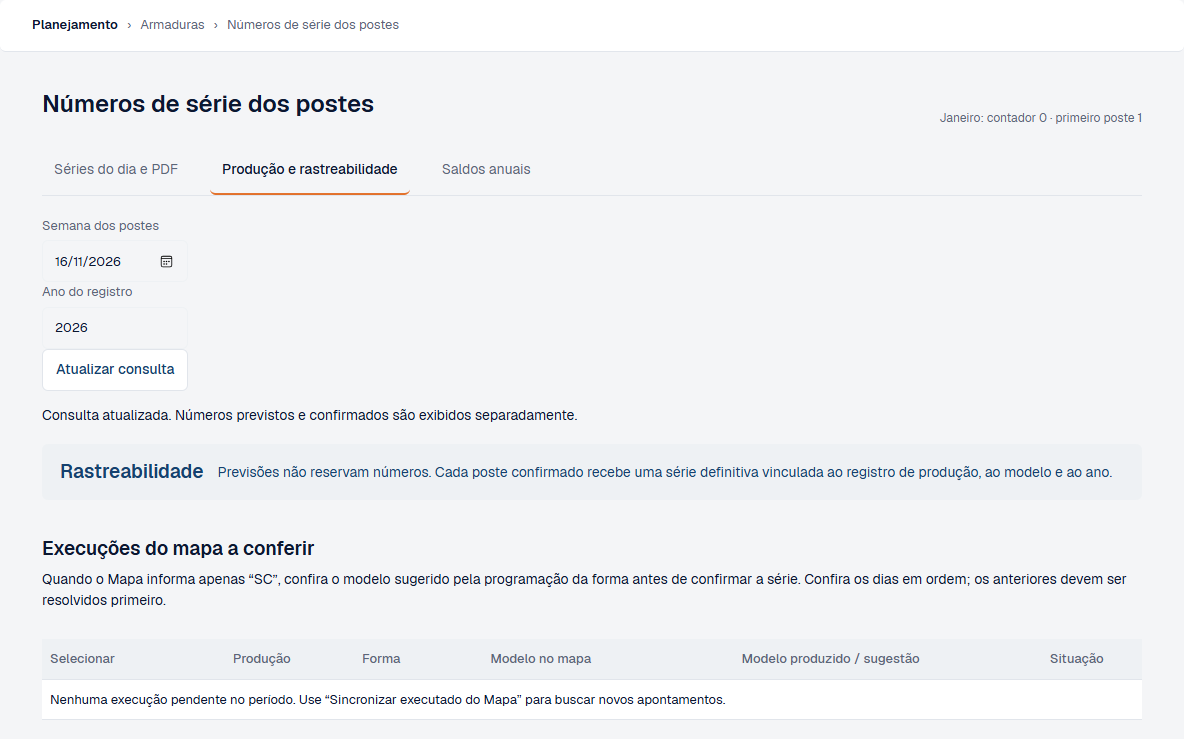 Planejamento › Armaduras › Números de série dos postes
Números de série dos postes
Janeiro: contador 0 · primeiro poste 1
Séries do dia e PDF Produção e rastreabilidade Saldos anuais
Semana dos postes
16/11/2026
Ano do registro
2026
Atualizar consulta
Consulta atualizada. Números previstos e confirmados são exibidos separadamente.
Rastreabilidade Previsões não reservam números. Cada poste confirmado recebe uma série definitiva vinculada ao registro de produção, ao modelo e ao ano.
Execuções do mapa a conferir
Quando o Mapa informa apenas “SC”, confira o modelo sugerido pela programação da forma antes de confirmar a série. Confira os dias em ordem; os anteriores devem ser
resolvidos primeiro.
Selecionar Produção Forma Modelo no mapa Modelo produzido / sugestão Situação
Nenhuma execução pendente no período. Use “Sincronizar executado do Mapa” para buscar novos apontamentos.